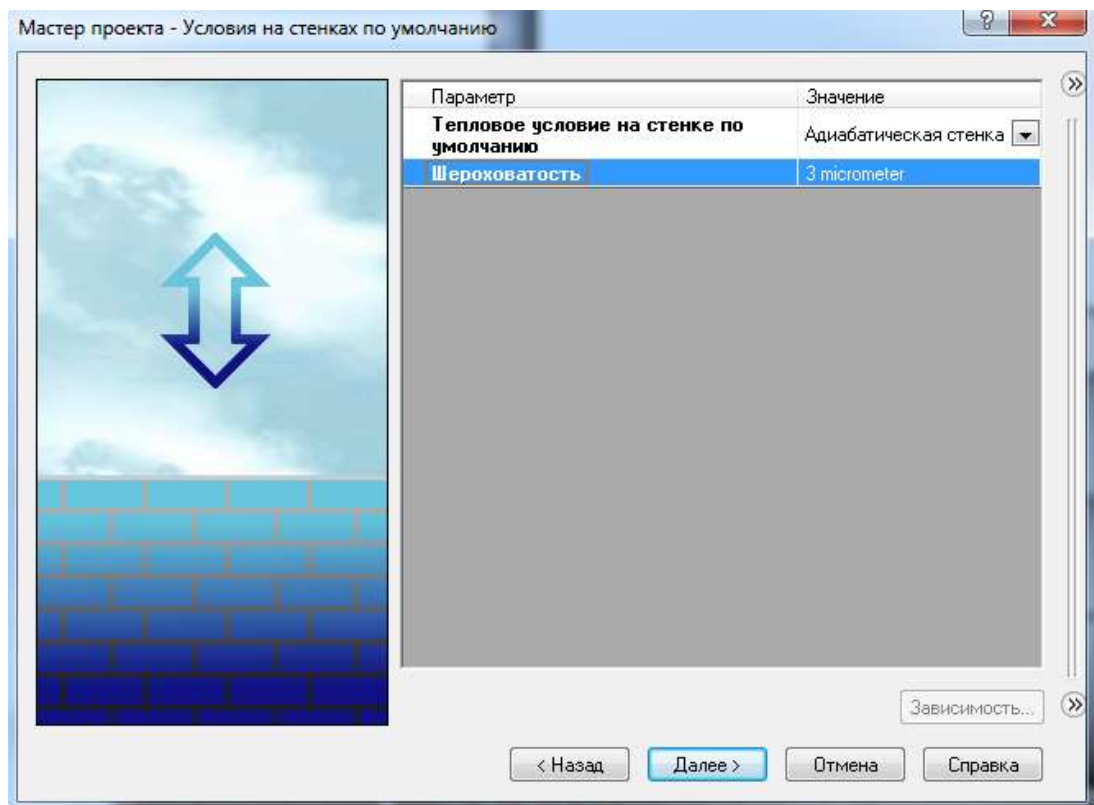 Мастер проекта - Условия на стенках по умолчанию
Параметр Значение
Тепловое условие на стенке по умолчанию Адиабатическая стенка
Шероховатость 3 micrometer
Зависимость...
< Назад Далее > Отмена Справка